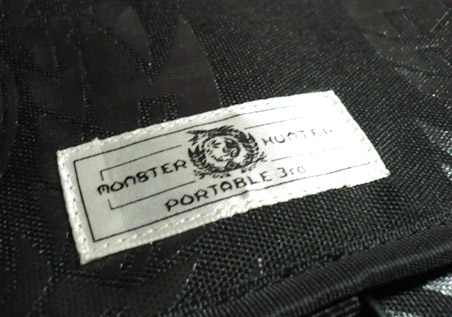 MONSTER HUNTER
PORTABLE 3rd